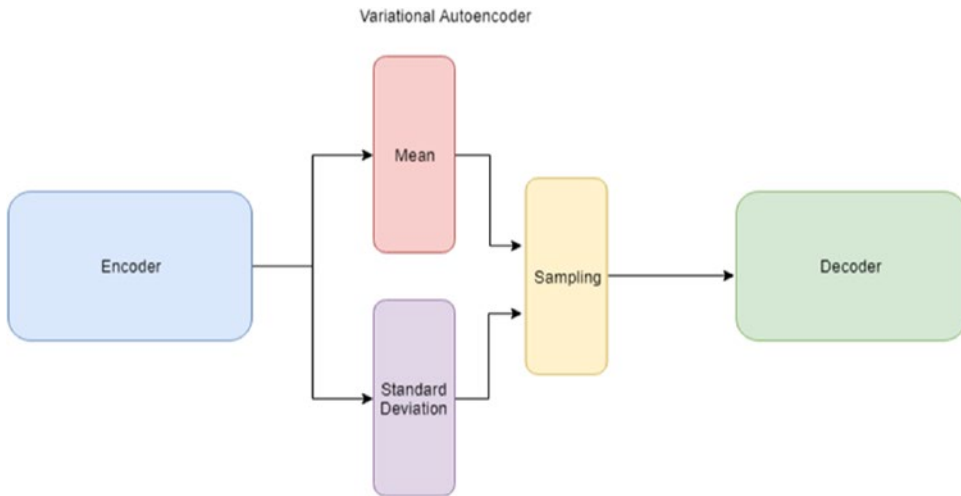 Variational Autoencoder
Mean
Encoder
Sampling
Decoder
Standard
Deviation